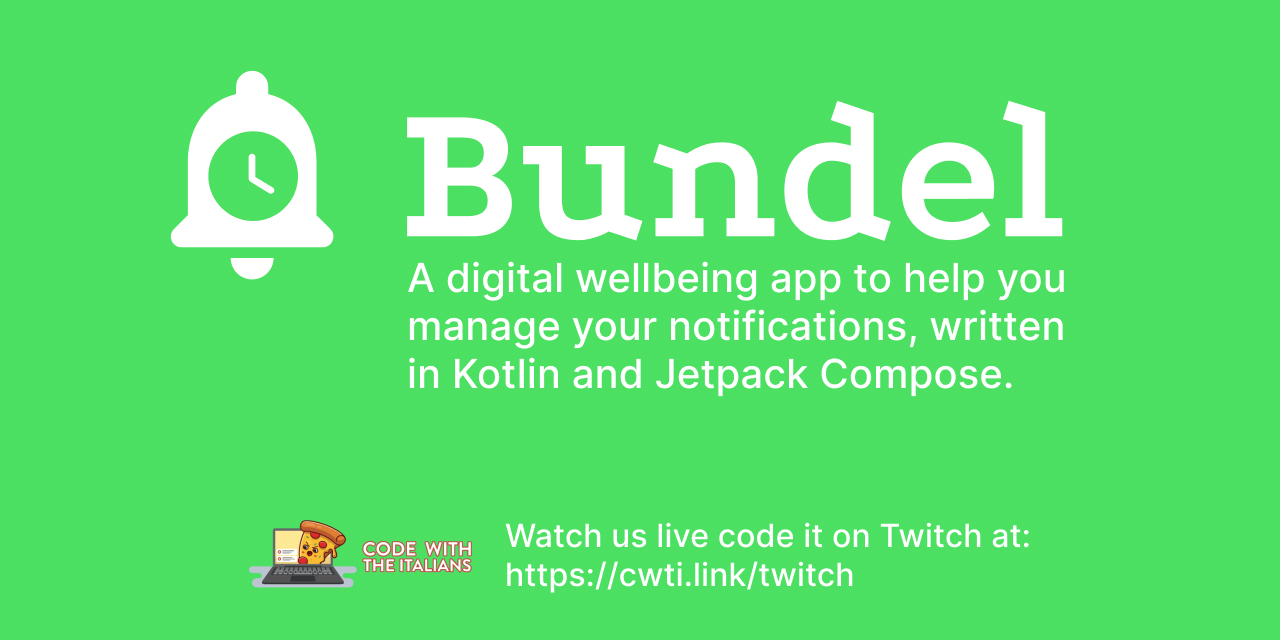 Bundel
A digital wellbeing app to help you
manage your notifications, written
in Kotlin and Jetpack Compose.
CODE WITH
THE ITALIANS
Watch us live code it on Twitch at:
https://cwti.link/twitch